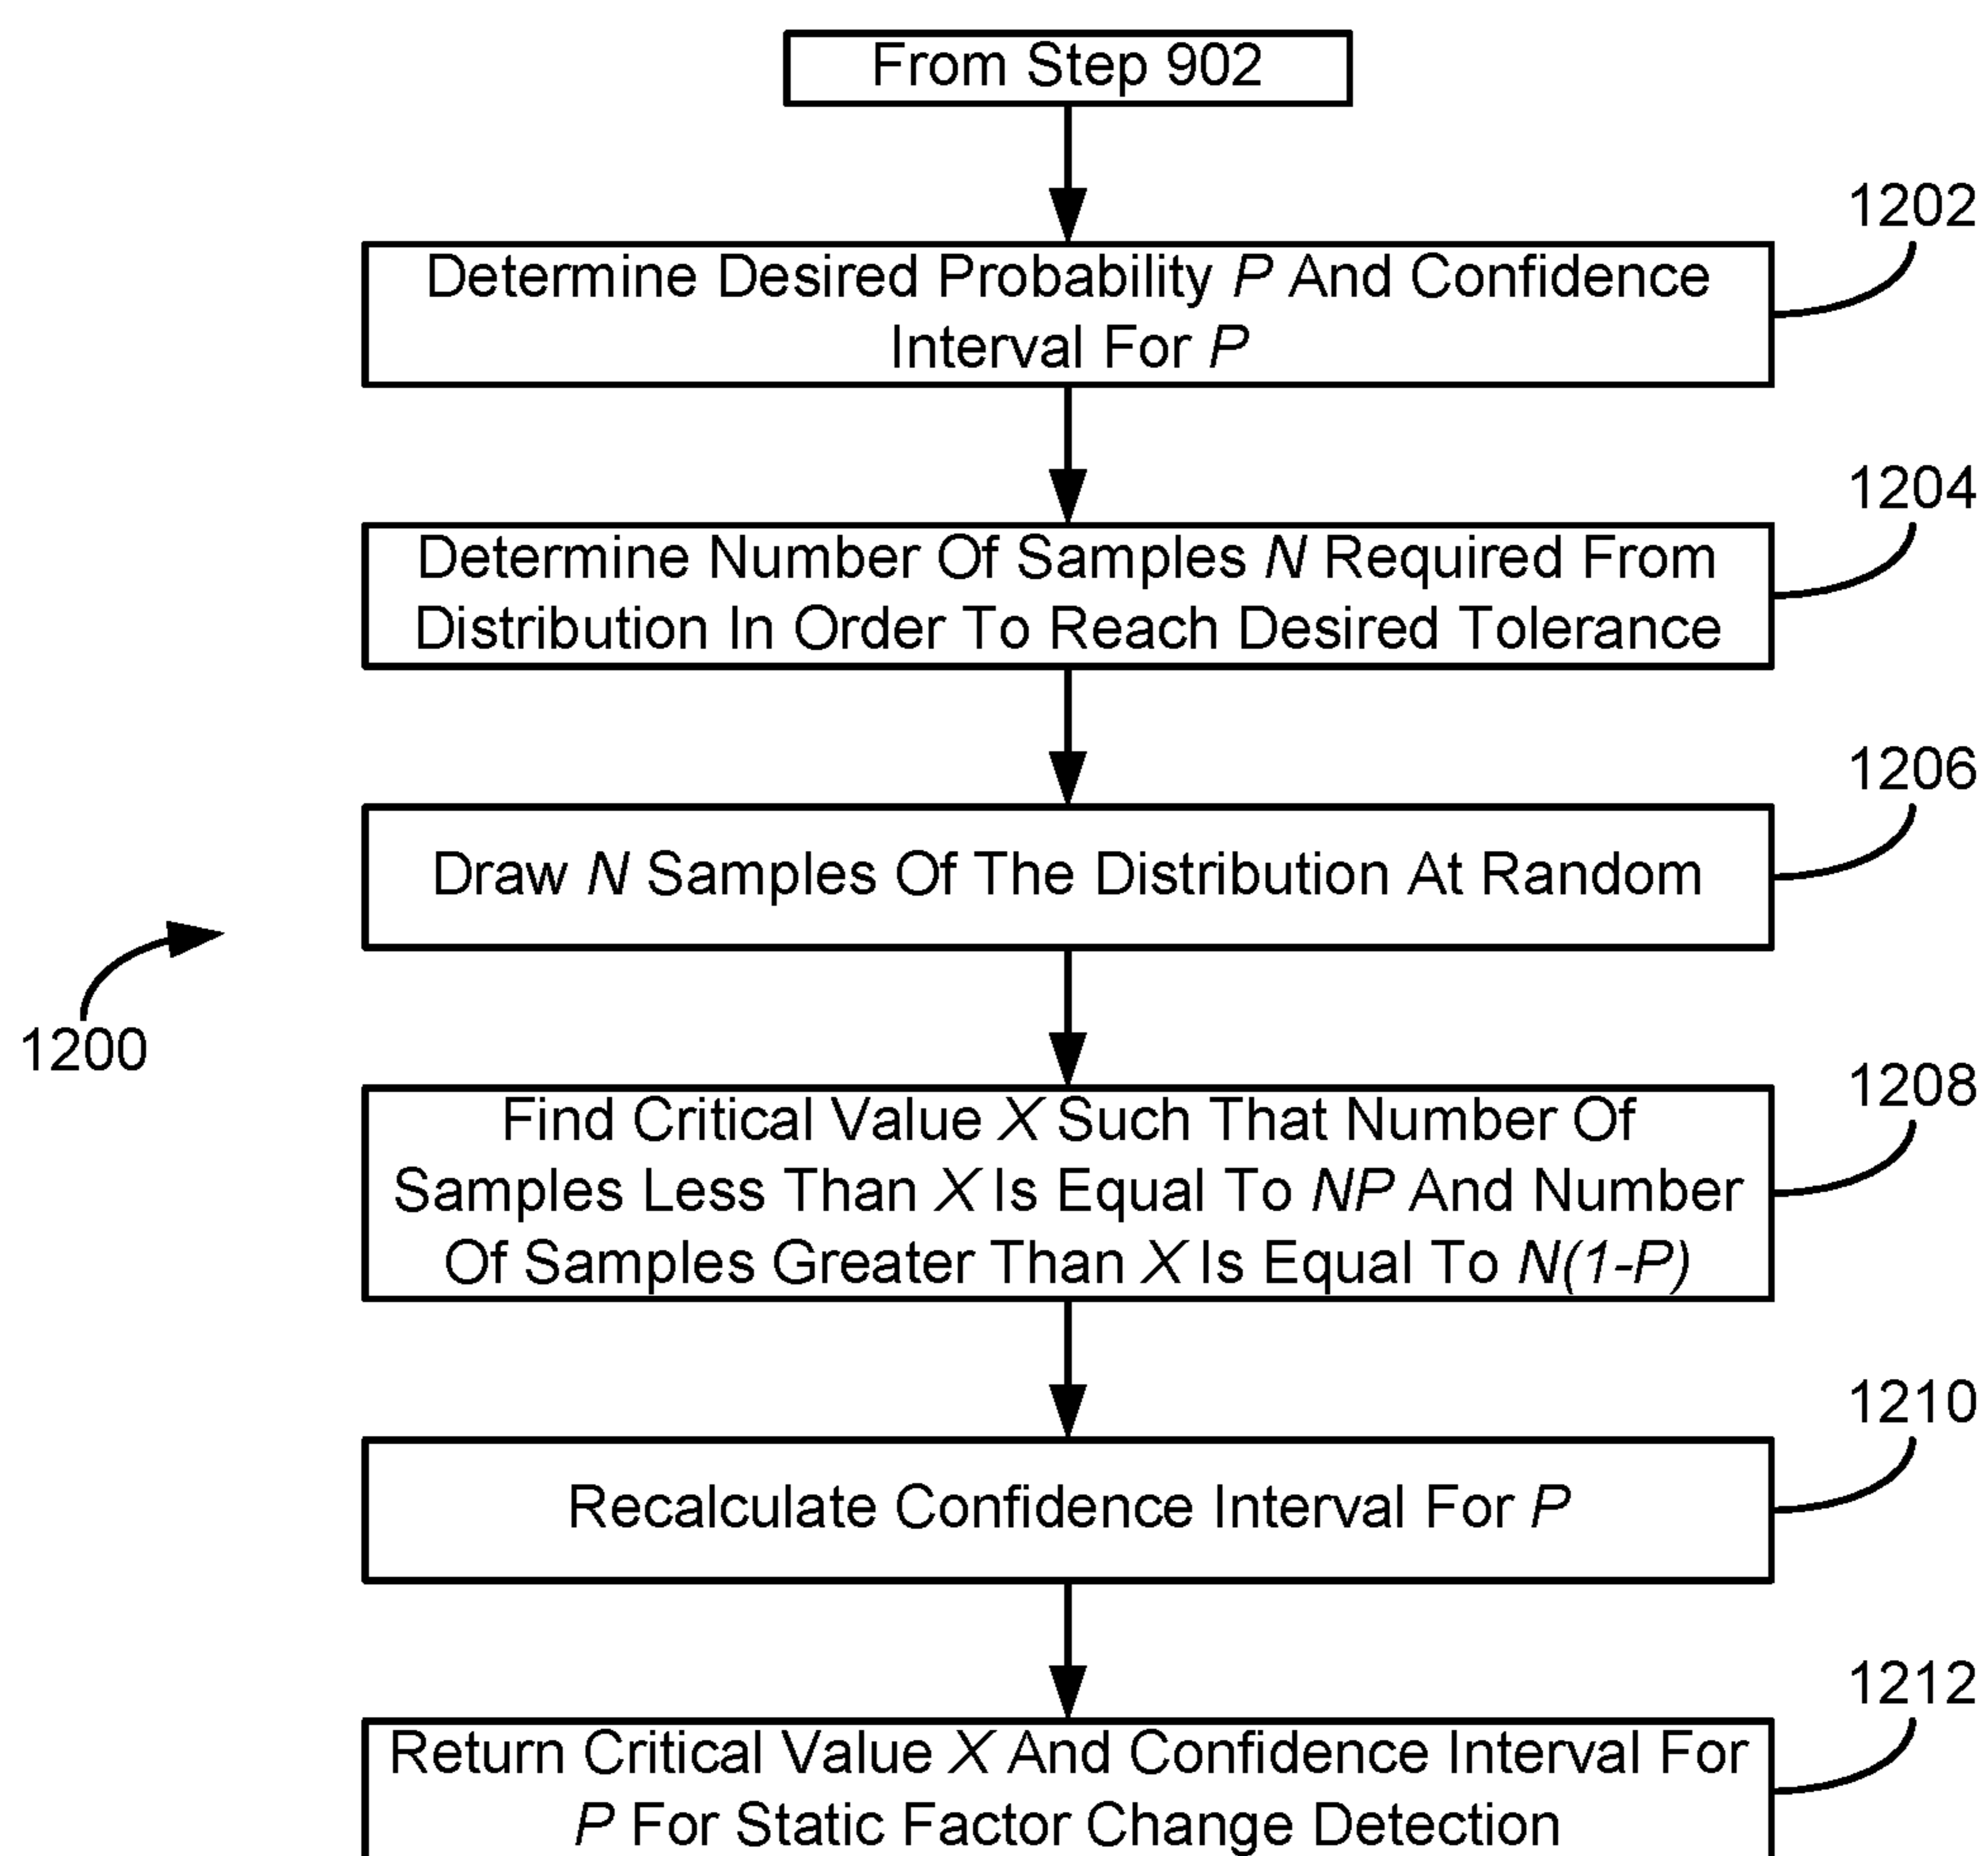 From Step 902
1202
Determine Desired Probability P And Confidence
Interval For P
1204
Determine Number Of Samples N Required From
Distribution In Order To Reach Desired Tolerance
1206
Draw N Samples Of The Distribution At Random
1200
1208
Find Critical Value X Such That Number Of
Samples Less Than X Is Equal To NP And Number
Of Samples Greater Than X Is Equal To N(1-P)
1210
Recalculate Confidence Interval For P
1212
Return Critical Value X And Confidence Interval For
P For Static Factor Change Detection